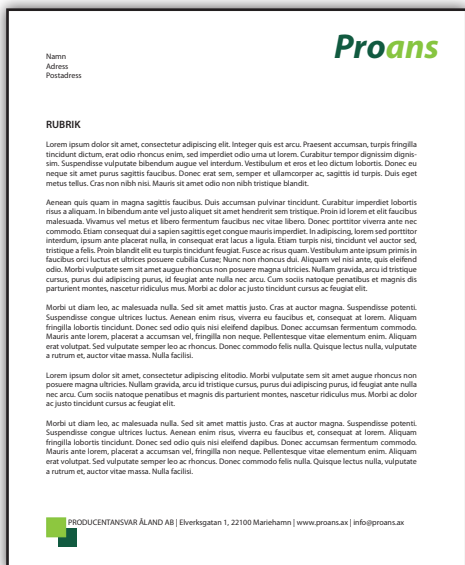 Proans
Namn
Adress
Postadress
RUBRIK
Lorem ipsum dolor sit amet, consectetur adipiscing elit. Integer quis est arcu. Praesent accumsan, turpis fringilla
tincidunt dictum, erat odio rhoncus enim, sed imperdiet odio urna ut lorem. Curabitur tempor dignissim dignis-
sim. Suspendisse vulputate bibendum augue vel interdum. Vestibulum et eros et leo dictum lobortis. Donec eu
neque sit amet purus sagittis faucibus. Donec erat sem, semper et ullamcorper ac, sagittis id turpis. Duis eget
metus tellus. Cras non nibh nisi. Mauris sit amet odio non nibh tristique blandit.
Aenean quis quam in magna sagittis faucibus. Duis accumsan pulvinar tincidunt. Curabitur imperdiet lobortis
risus a aliquam. In bibendum ante vel justo aliquet sit amet hendrerit sem tristique. Proin id lorem et elit faucibus
malesuada. Vivamus vel metus et libero fermentum faucibus nec vitae libero. Donec porttitor viverra ante nec
commodo. Etiam consequat dui a sapien sagittis eget congue mauris imperdiet. In adipiscing, lorem sed porttitor
interdum, ipsum ante placerat nulla, in consequat erat lacus a ligula. Etiam turpis nisi, tincidunt vel auctor sed,
tristique a felis. Proin blandit elit eu turpis tincidunt feugiat. Fusce ac risus quam. Vestibulum ante ipsum primis in
faucibus orci luctus et ultrices posuere cubilia Curae; Nunc non rhoncus dui. Aliquam vel nisi ante, quis eleifend
odio. Morbi vulputate sem sit amet augue rhoncus non posuere magna ultricies. Nullam gravida, arcu id tristique
cursus, purus dui adipiscing purus, id feugiat ante nulla nec arcu. Cum sociis natoque penatibus et magnis dis
parturient montes, nascetur ridiculus mus. Morbi ac dolor ac justo tincidunt cursus ac feugiat elit.
Morbi ut diam leo, ac malesuada nulla. Sed sit amet mattis justo. Cras at auctor magna. Suspendisse potenti.
Suspendisse congue ultrices luctus. Aenean enim risus, viverra eu faucibus et, consequat at lorem. Aliquam
fringilla lobortis tincidunt. Donec sed odio quis nisi eleifend dapibus. Donec accumsan fermentum commodo.
Mauris ante lorem, placerat a accumsan vel, fringilla non neque. Pellentesque vitae elementum enim. Aliquam
erat volutpat. Sed vulputate semper leo ac rhoncus. Donec commodo felis nulla. Quisque lectus nulla, vulputate
a rutrum et, auctor vitae massa. Nulla facilisi.
Lorem ipsum dolor sit amet, consectetur adipiscing elitodio. Morbi vulputate sem sit amet augue rhoncus non
posuere magna ultricies. Nullam gravida, arcu id tristique cursus, purus dui adipiscing purus, id feugiat ante nulla
nec arcu. Cum sociis natoque penatibus et magnis dis parturient montes, nascetur ridiculus mus. Morbi ac dolor
ac justo tincidunt cursus ac feugiat elit.
Morbi ut diam leo, ac malesuada nulla. Sed sit amet mattis justo. Cras at auctor magna. Suspendisse potenti.
Suspendisse congue ultrices luctus. Aenean enim risus, viverra eu faucibus et, consequat at lorem. Aliquam
fringilla lobortis tincidunt. Donec sed odio quis nisi eleifend dapibus. Donec accumsan fermentum commodo.
Mauris ante lorem, placerat a accumsan vel, fringilla non neque. Pellentesque vitae elementum enim. Aliquam
erat volutpat. Sed vulputate semper leo ac rhoncus. Donec commodo felis nulla. Quisque lectus nulla, vulputate
a rutrum et, auctor vitae massa. Nulla facilisi.
PRODUCENTANSVAR ÅLAND AB | Elverksgatan 1, 22100 Mariehamn | www.proans.ax | info@proans.ax